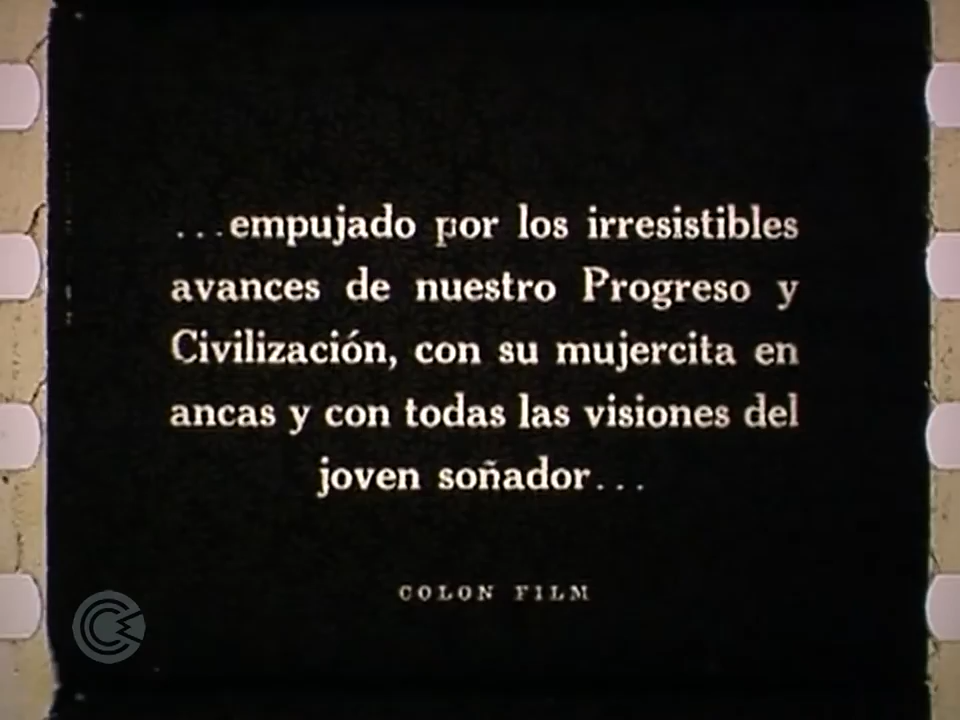 ...empujado por los irresistibles
avances de nuestro Progreso y
Civilización, con su mujercita en
ancas y con todas las visiones del
joven soñador...
COLON FILM